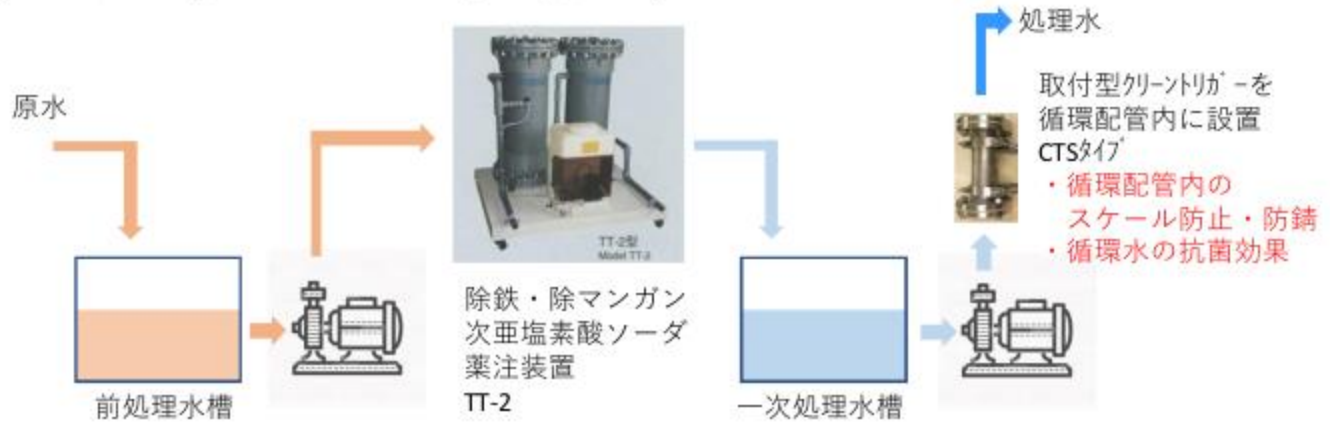 処理水
原水
取付型クリーントリガーを
循環配管内に設置
CTSタイプ
・循環配管内の
スケール防止・防錆
・循環水の抗菌効果
TT-2型
Model TT-2
除鉄・除マンガン
次亜塩素酸ソーダ
薬注装置
TT-2
前処理水槽
一次処理水槽